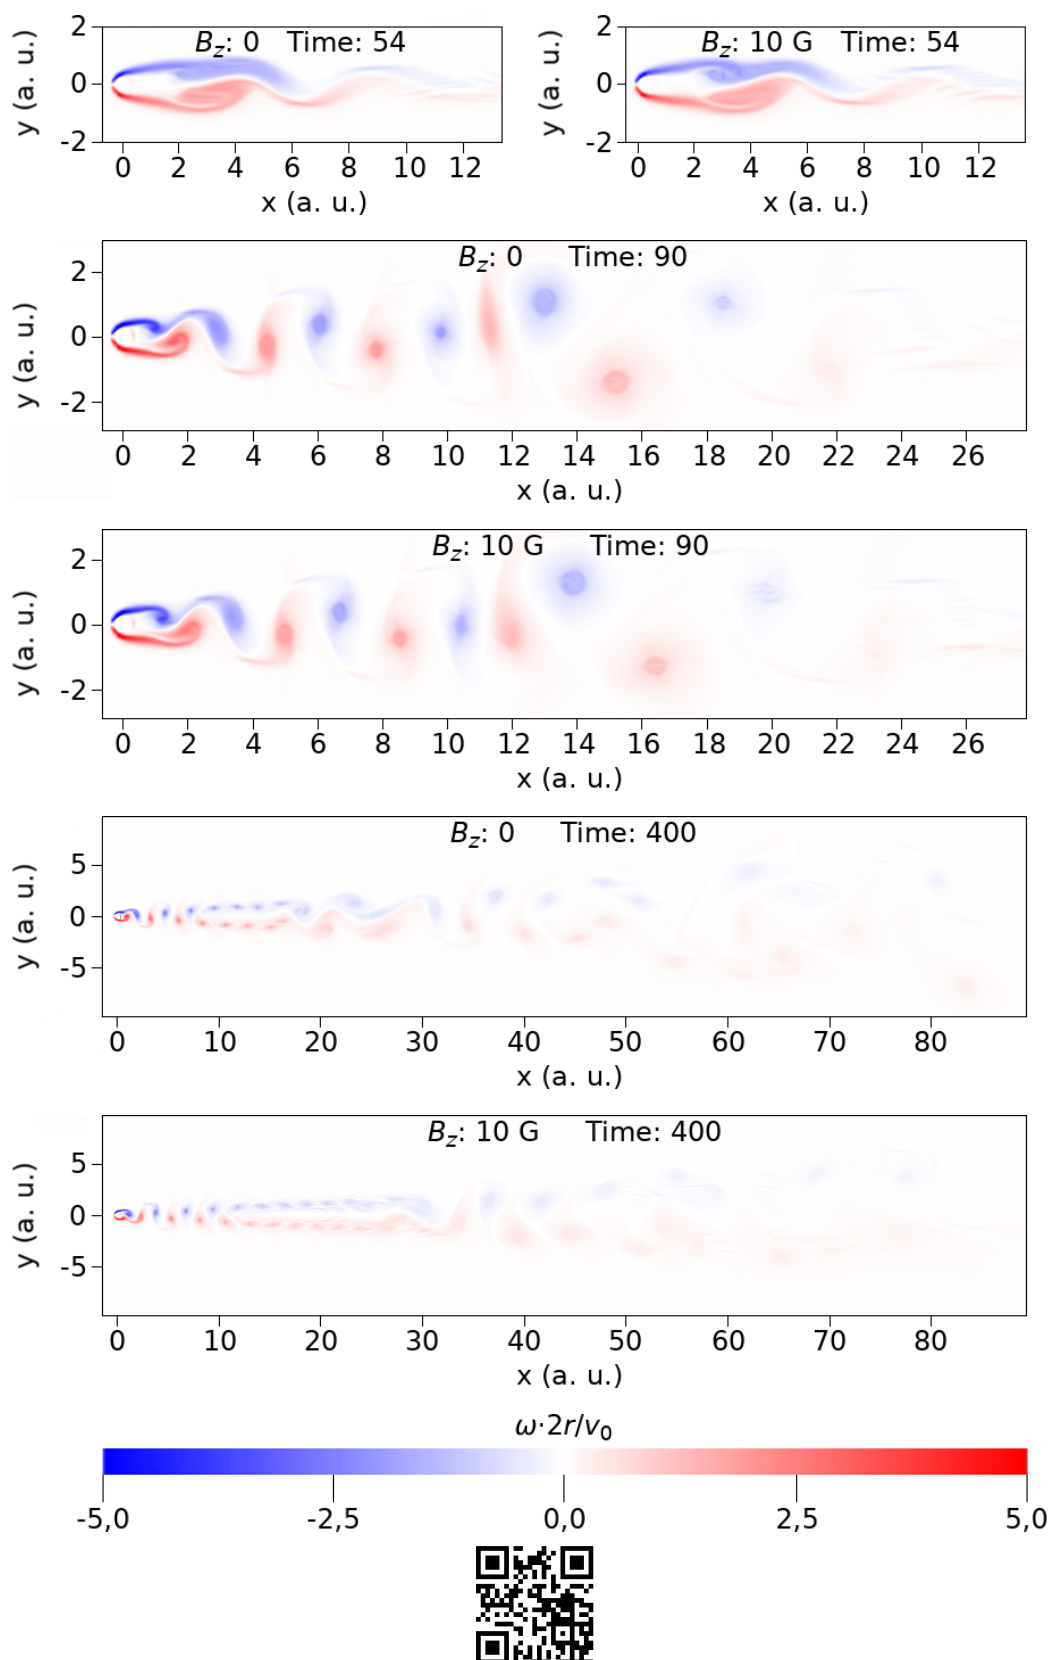 B_z: 0 Time: 54
2
0
-2
y (a. u.)
0 2 4 6 8 10 12
x (a. u.)
B_z: 10 G Time: 54
2
0
-2
y (a. u.)
0 2 4 6 8 10 12
x (a. u.)
B_z: 0 Time: 90
2
0
-2
y (a. u.)
0 2 4 6 8 10 12 14 16 18 20 22 24 26
x (a. u.)
B_z: 10 G Time: 90
2
0
-2
y (a. u.)
0 2 4 6 8 10 12 14 16 18 20 22 24 26
x (a. u.)
B_z: 0 Time: 400
5
0
-5
y (a. u.)
0 10 20 30 40 50 60 70 80
x (a. u.)
B_z: 10 G Time: 400
5
0
-5
y (a. u.)
0 10 20 30 40 50 60 70 80
x (a. u.)
ω·2r/v_0
-5,0 -2,5 0,0 2,5 5,0